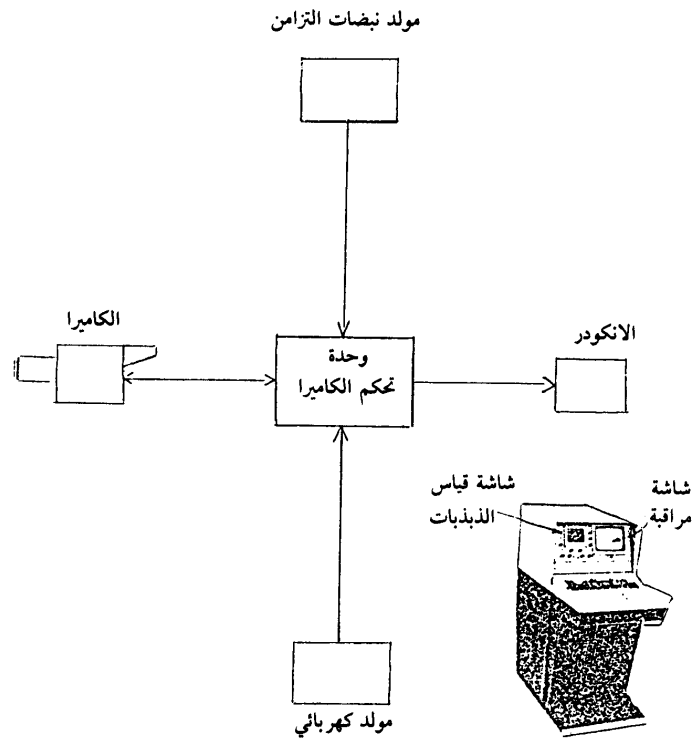 مولد نبضات التزامن
الكاميرا
وحدة
تحكم الكاميرا
الانكودر
شاشة
مراقبة
شاشة قياس
الذبذبات
مولد كهربائي